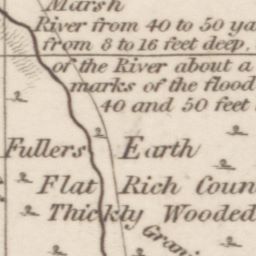 Marsh
River from 40 to 50 ya
from 8 to 16 feet deep.
of the River about a
marks of the flood
40 and 50 feet
Fullers Earth
Flat Rich Coun
Thickly Wooded
Grani